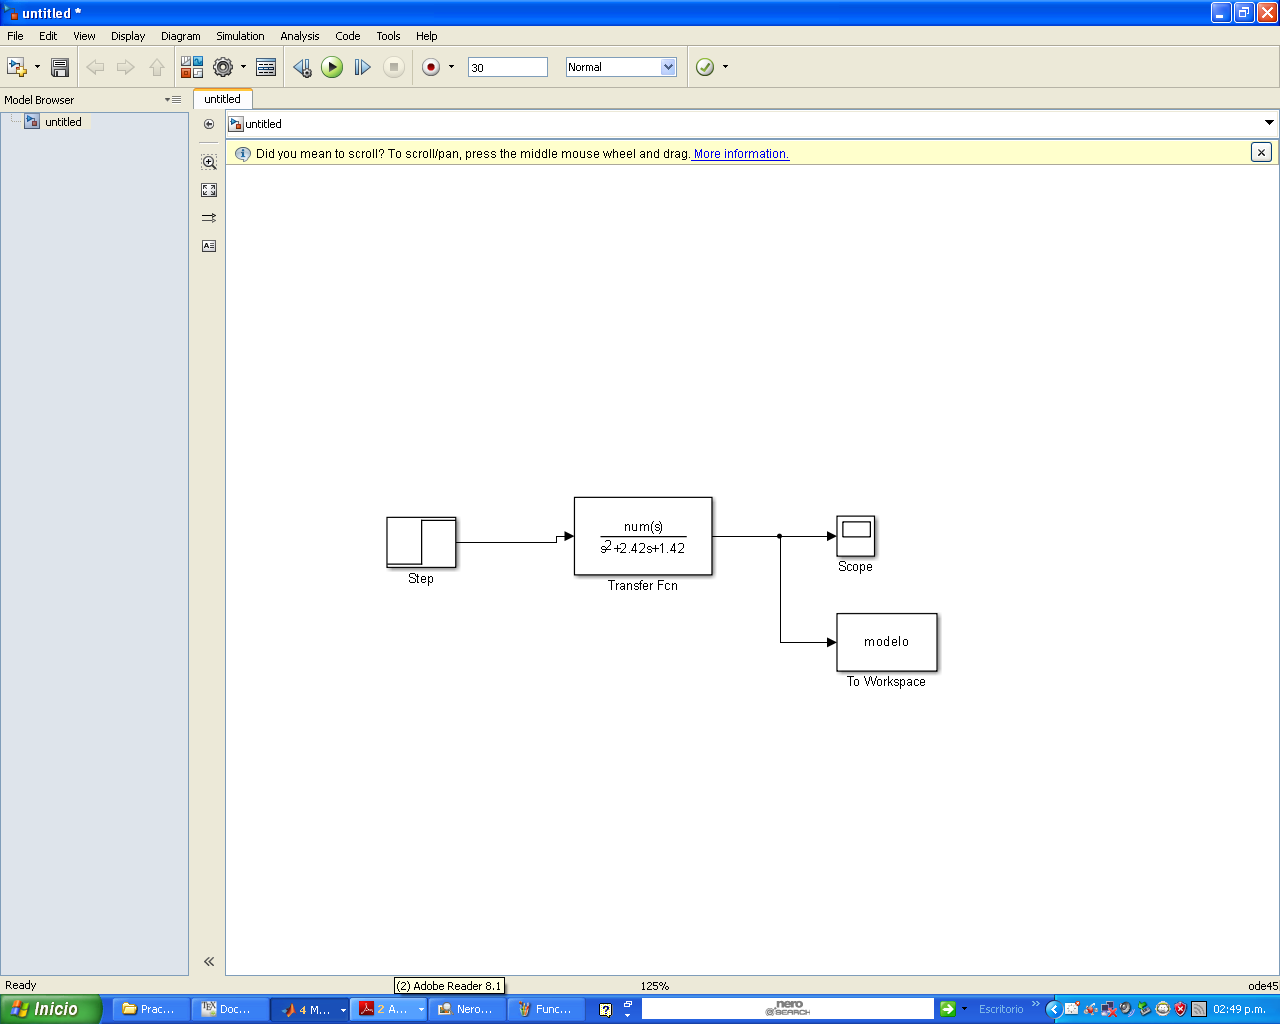 untitled *
File Edit View Display Diagram Simulation Analysis Code Tools Help
30 Normal
Model Browser
untitled
untitled
untitled
Did you mean to scroll? To scroll/pan, press the middle mouse wheel and drag. More information.
num(s)
s2+2.42s+1.42
Step
Transfer Fcn
Scope
modelo
To Workspace
Ready
(2) Adobe Reader 8.1
125%
ode45
Inicio
Prac...
Doc...
4 M...
2 A...
Nero...
Func...
nero
SEARCH
Escritorio
02:49 p.m.